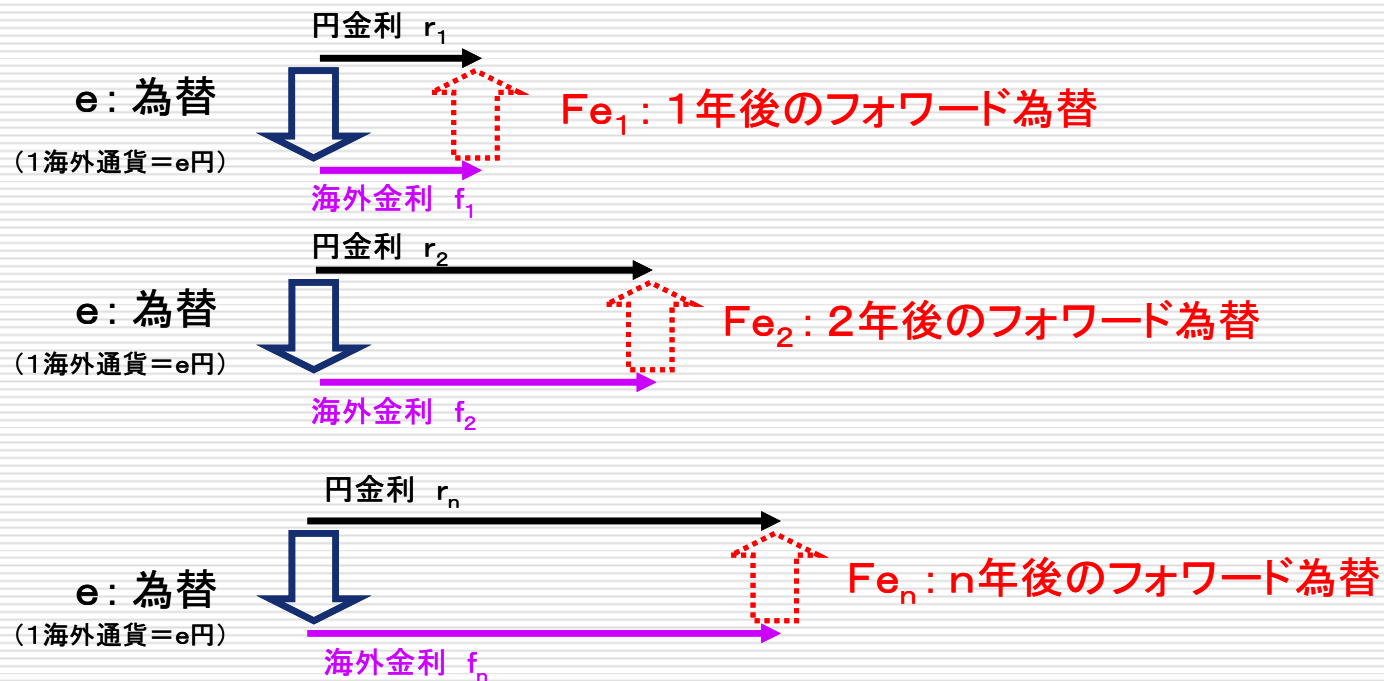 円金利 r₁
e：為替
Fe₁：1年後のフォワード為替
（1海外通貨＝e円）
海外金利 f₁
円金利 r₂
e：為替
Fe₂：2年後のフォワード為替
（1海外通貨＝e円）
海外金利 f₂
円金利 rₙ
e：為替
Feₙ：n年後のフォワード為替
（1海外通貨＝e円）
海外金利 fₙ